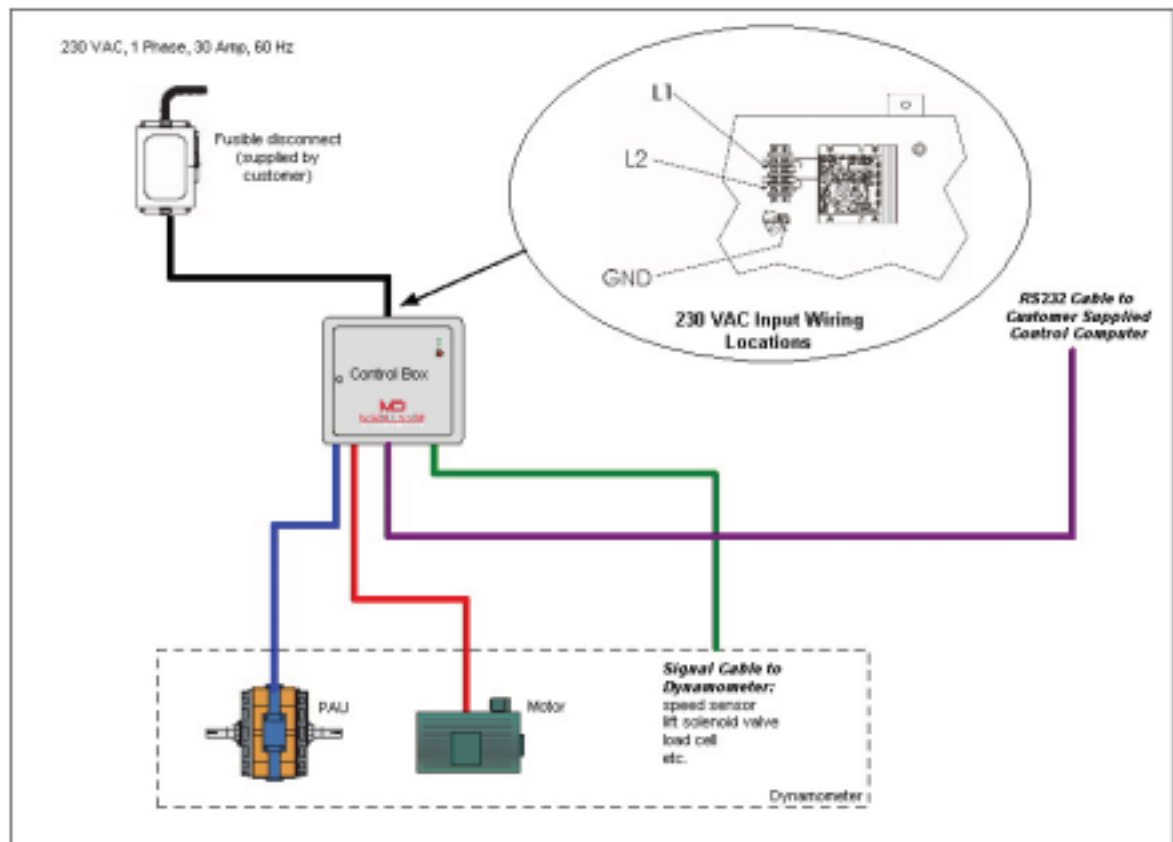 230 VAC, 1 Phase, 30 Amp, 60 Hz
Fusible disconnect
(supplied by
customer)
L1
L2
GND
230 VAC Input Wiring
Locations
RS232 Cable to
Customer Supplied
Control Computer
Control Box
Signal Cable to
Dynamometer:
speed sensor
lift solenoid valve
load cell
etc.
PAU
Motor
Dynamometer